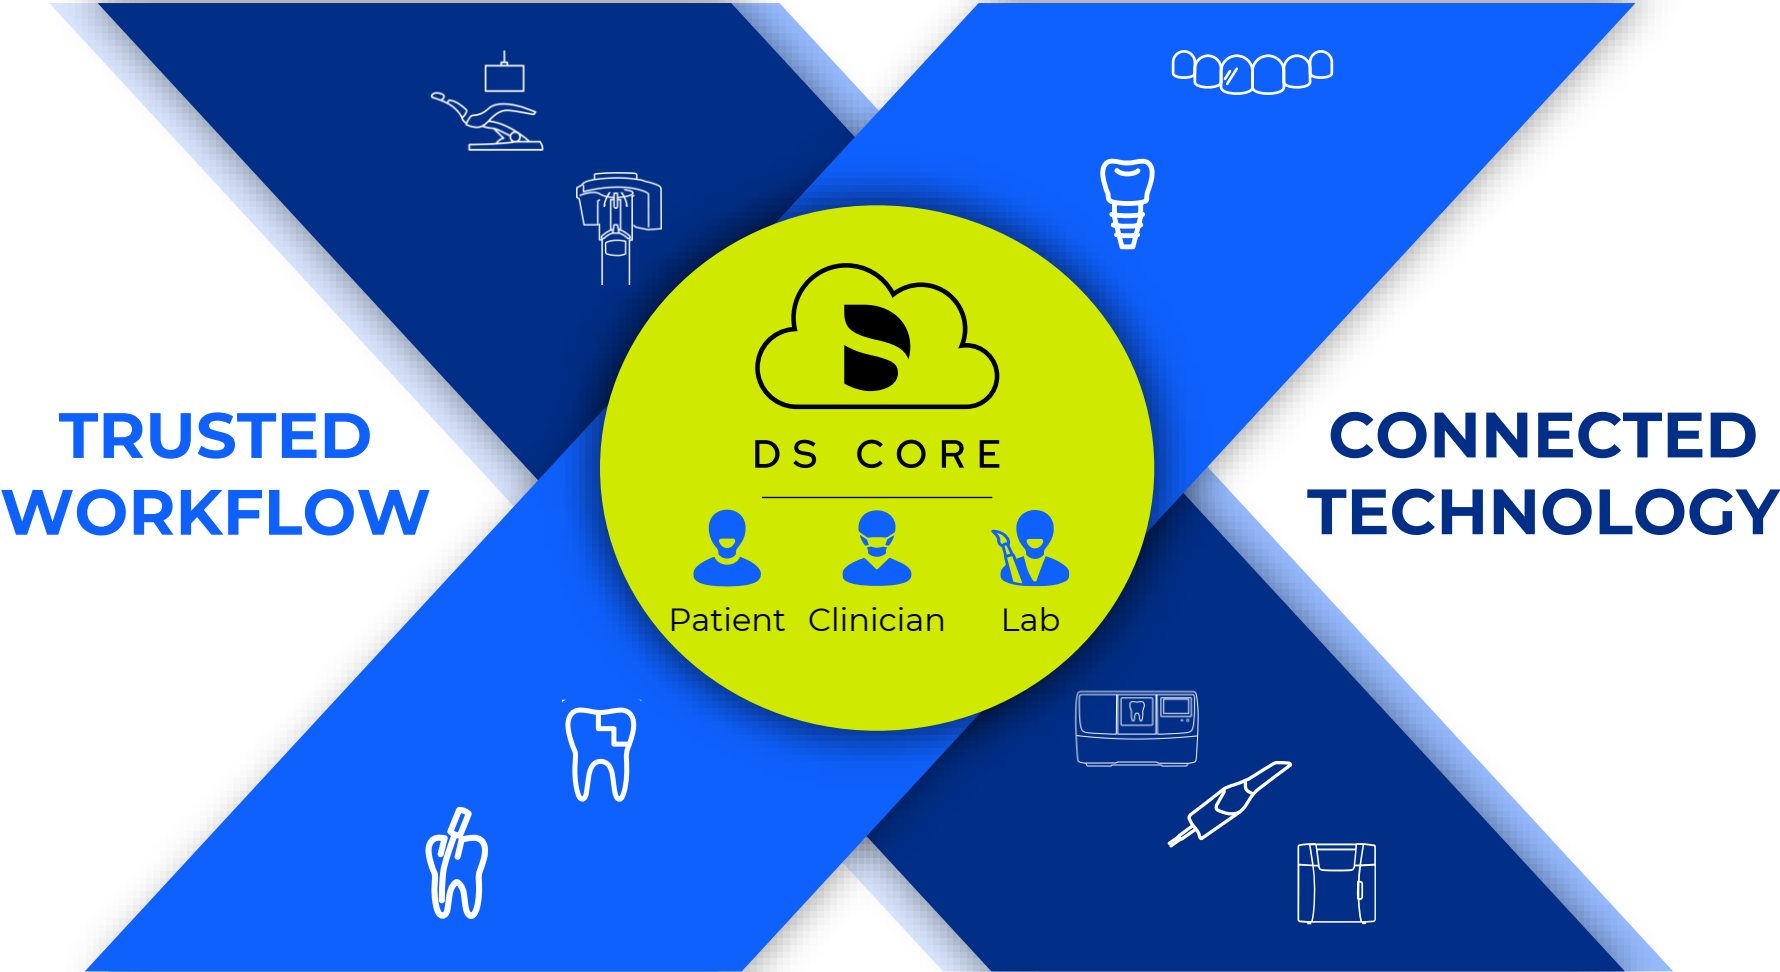 TRUSTED
WORKFLOW
DS CORE
Patient Clinician Lab
CONNECTED
TECHNOLOGY